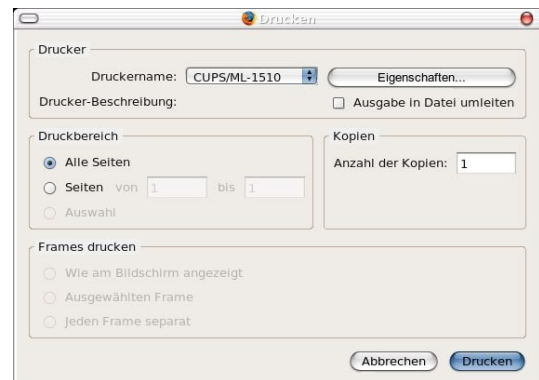 Drucken
Drucker
Druckername: CUPS/ML-1510 Eigenschaften...
Drucker-Beschreibung: Ausgabe in Datei umleiten
Druckbereich
Alle Seiten
Seiten von 1 bis 1
Auswahl
Kopien
Anzahl der Kopien: 1
Frames drucken
Wie am Bildschirm angezeigt
Ausgewählten Frame
Jeden Frame separat
Abbrechen Drucken